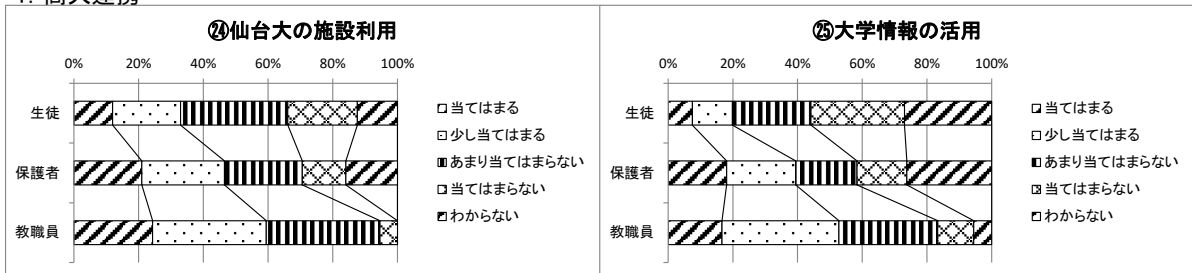 ㉔仙台大の施設利用
0% 20% 40% 60% 80% 100%
生徒
保護者
教職員
当てはまる
少し当てはまる
あまり当てはまらない
当てはまらない
わからない
㉕大学情報の活用
0% 20% 40% 60% 80% 100%
生徒
保護者
教職員
当てはまる
少し当てはまる
あまり当てはまらない
当てはまらない
わからない